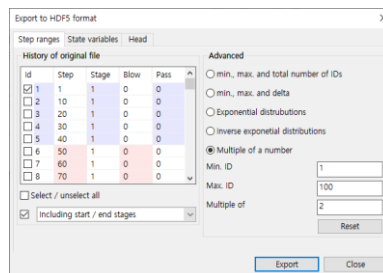 Export to HDF5 format
Step ranges State variables Head
History of original file
Id Step Stage Blow Pass
1 1 1 0 0
2 10 1 0 0
3 20 1 0 0
4 30 1 0 0
5 40 1 0 0
6 50 1 0 0
7 60 1 0 0
8 70 1 0 0
Select / unselect all
Including start / end stages
Advanced
min., max. and total number of IDs
min., max. and delta
Exponential distrubutions
Inverse exponetial distributions
Multiple of a number
Min. ID 1
Max. ID 100
Multiple of 2
Reset
Export Close